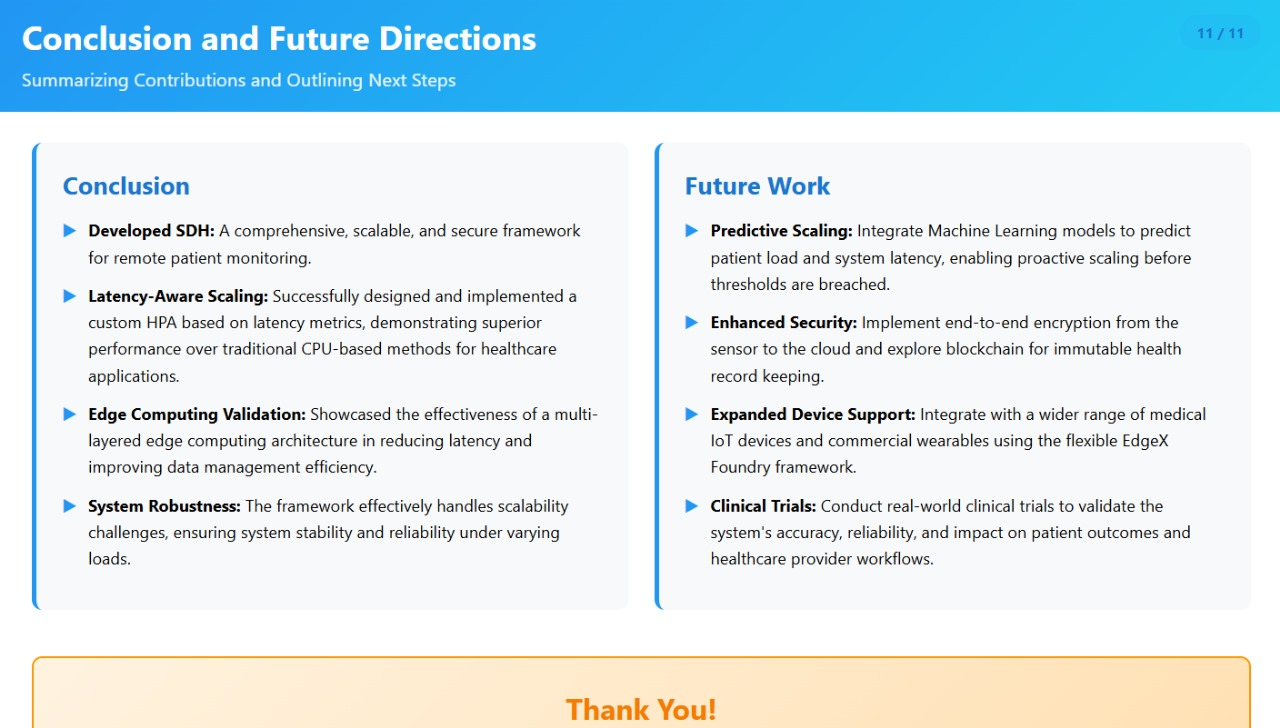 Conclusion and Future Directions
11 / 11
Summarizing Contributions and Outlining Next Steps
Conclusion
▶ Developed SDH: A comprehensive, scalable, and secure framework
for remote patient monitoring.
▶ Latency-Aware Scaling: Successfully designed and implemented a
custom HPA based on latency metrics, demonstrating superior
performance over traditional CPU-based methods for healthcare
applications.
▶ Edge Computing Validation: Showcased the effectiveness of a multi-
layered edge computing architecture in reducing latency and
improving data management efficiency.
▶ System Robustness: The framework effectively handles scalability
challenges, ensuring system stability and reliability under varying
loads.
Future Work
▶ Predictive Scaling: Integrate Machine Learning models to predict
patient load and system latency, enabling proactive scaling before
thresholds are breached.
▶ Enhanced Security: Implement end-to-end encryption from the
sensor to the cloud and explore blockchain for immutable health
record keeping.
▶ Expanded Device Support: Integrate with a wider range of medical
IoT devices and commercial wearables using the flexible EdgeX
Foundry framework.
▶ Clinical Trials: Conduct real-world clinical trials to validate the
system's accuracy, reliability, and impact on patient outcomes and
healthcare provider workflows.
Thank You!